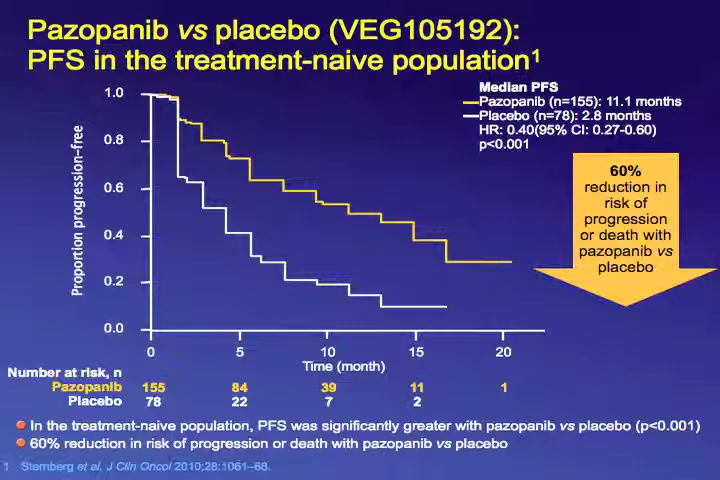 Pazopanib vs placebo (VEG105192):
PFS in the treatment-naive population1
Median PFS
Pazopanib (n=155): 11.1 months
Placebo (n=78): 2.8 months
HR: 0.40(95% CI: 0.27-0.60)
p<0.001
Proportion progression-free
1.0
0.8
0.6
0.4
0.2
0.0
0 5 10 15 20
Time (month)
60%
reduction in
risk of
progression
or death with
pazopanib vs
placebo
Number at risk, n
Pazopanib 155 84 39 11 1
Placebo 78 22 7 2
In the treatment-naive population, PFS was significantly greater with pazopanib vs placebo (p<0.001)
60% reduction in risk of progression or death with pazopanib vs placebo
1. Sternberg et al. J Clin Oncol 2010;28:1061–68.